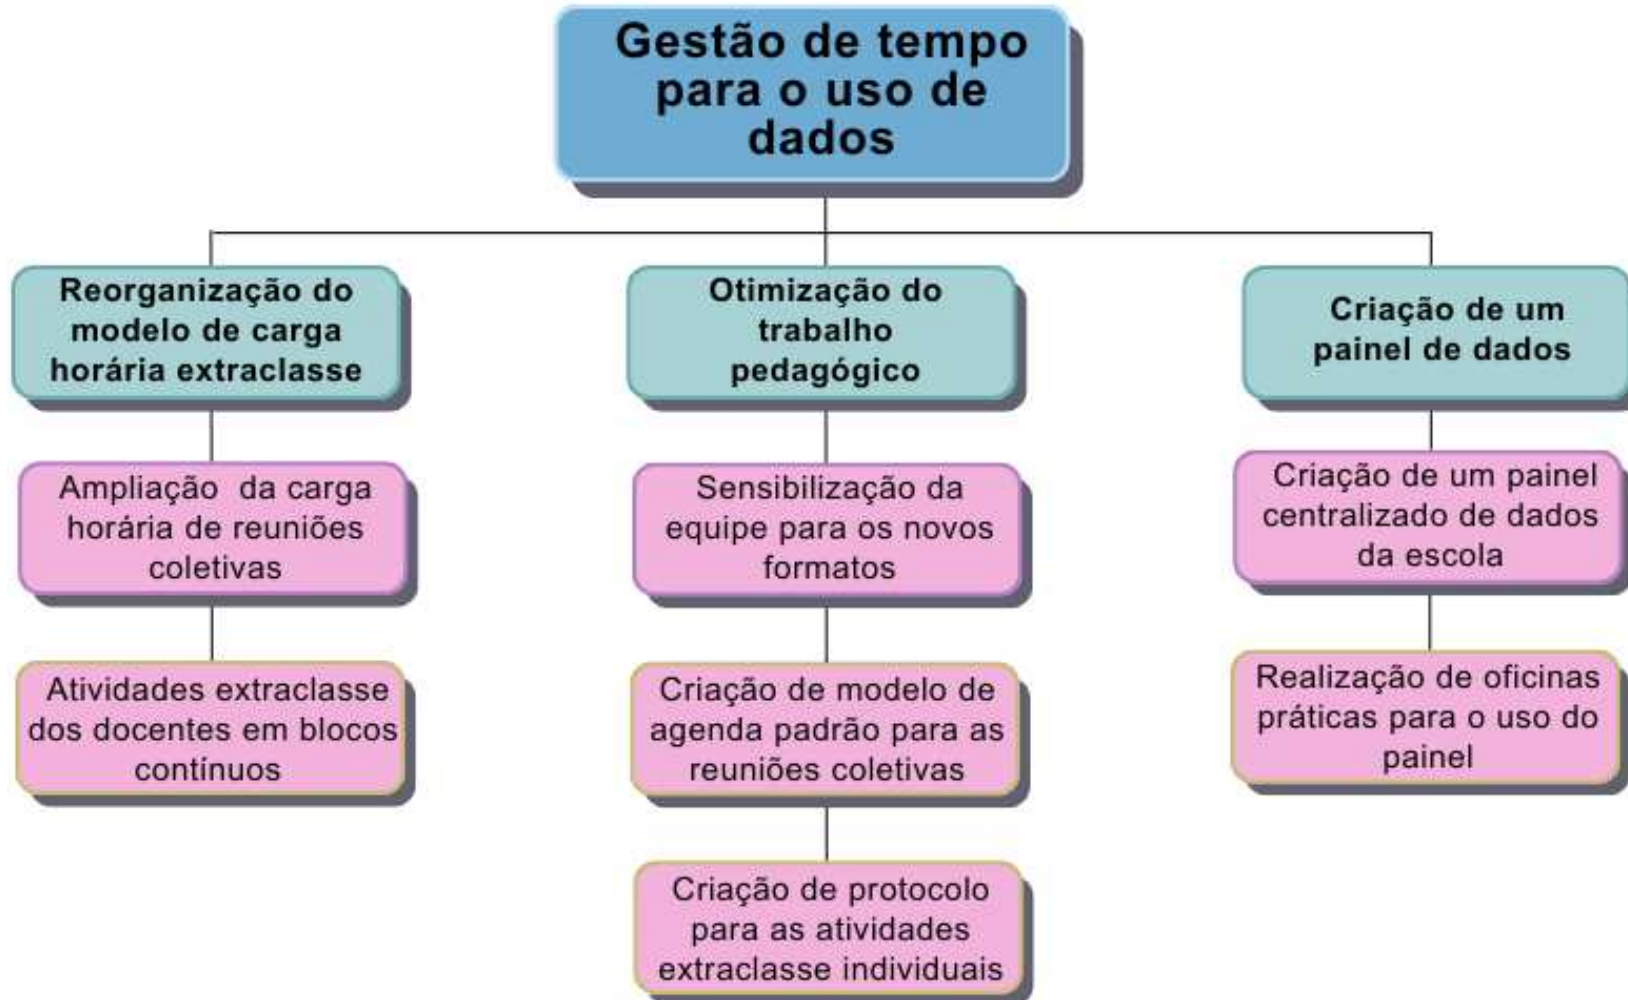 Gestão de tempo
para o uso de
dados
Reorganização do
modelo de carga
horária extraclasse
Ampliação da carga
horária de reuniões
coletivas
Atividades extraclasse
dos docentes em blocos
contínuos
Otimização do
trabalho
pedagógico
Sensibilização da
equipe para os novos
formatos
Criação de modelo de
agenda padrão para as
reuniões coletivas
Criação de protocolo
para as atividades
extraclasse individuais
Criação de um
painel de dados
Criação de um painel
centralizado de dados
da escola
Realização de oficinas
práticas para o uso do
painel